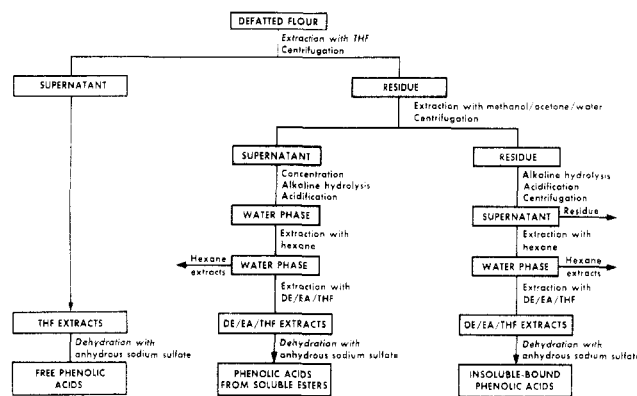 DEFATTED FLOUR
Extraction with THF
Centrifugation
SUPERNATANT
RESIDUE
Extraction with methanol/acetone/water
Centrifugation
SUPERNATANT
RESIDUE
Concentration
Alkaline hydrolysis
Acidification
Alkaline hydrolysis
Acidification
Centrifugation
WATER PHASE
SUPERNATANT
Residue
Extraction with
hexane
Extraction with
hexane
Hexane
extracts
WATER PHASE
WATER PHASE
Hexane
extracts
Extraction with
DE/EA/THF
Extraction with
DE/EA/THF
THF EXTRACTS
DE/EA/THF EXTRACTS
DE/EA/THF EXTRACTS
Dehydration with
anhydrous sodium sulfate
Dehydration with
anhydrous sodium sulfate
Dehydration with
anhydrous sodium sulfate
FREE PHENOLIC
ACIDS
PHENOLIC ACIDS
FROM SOLUBLE ESTERS
INSOLUBLE-BOUND
PHENOLIC ACIDS